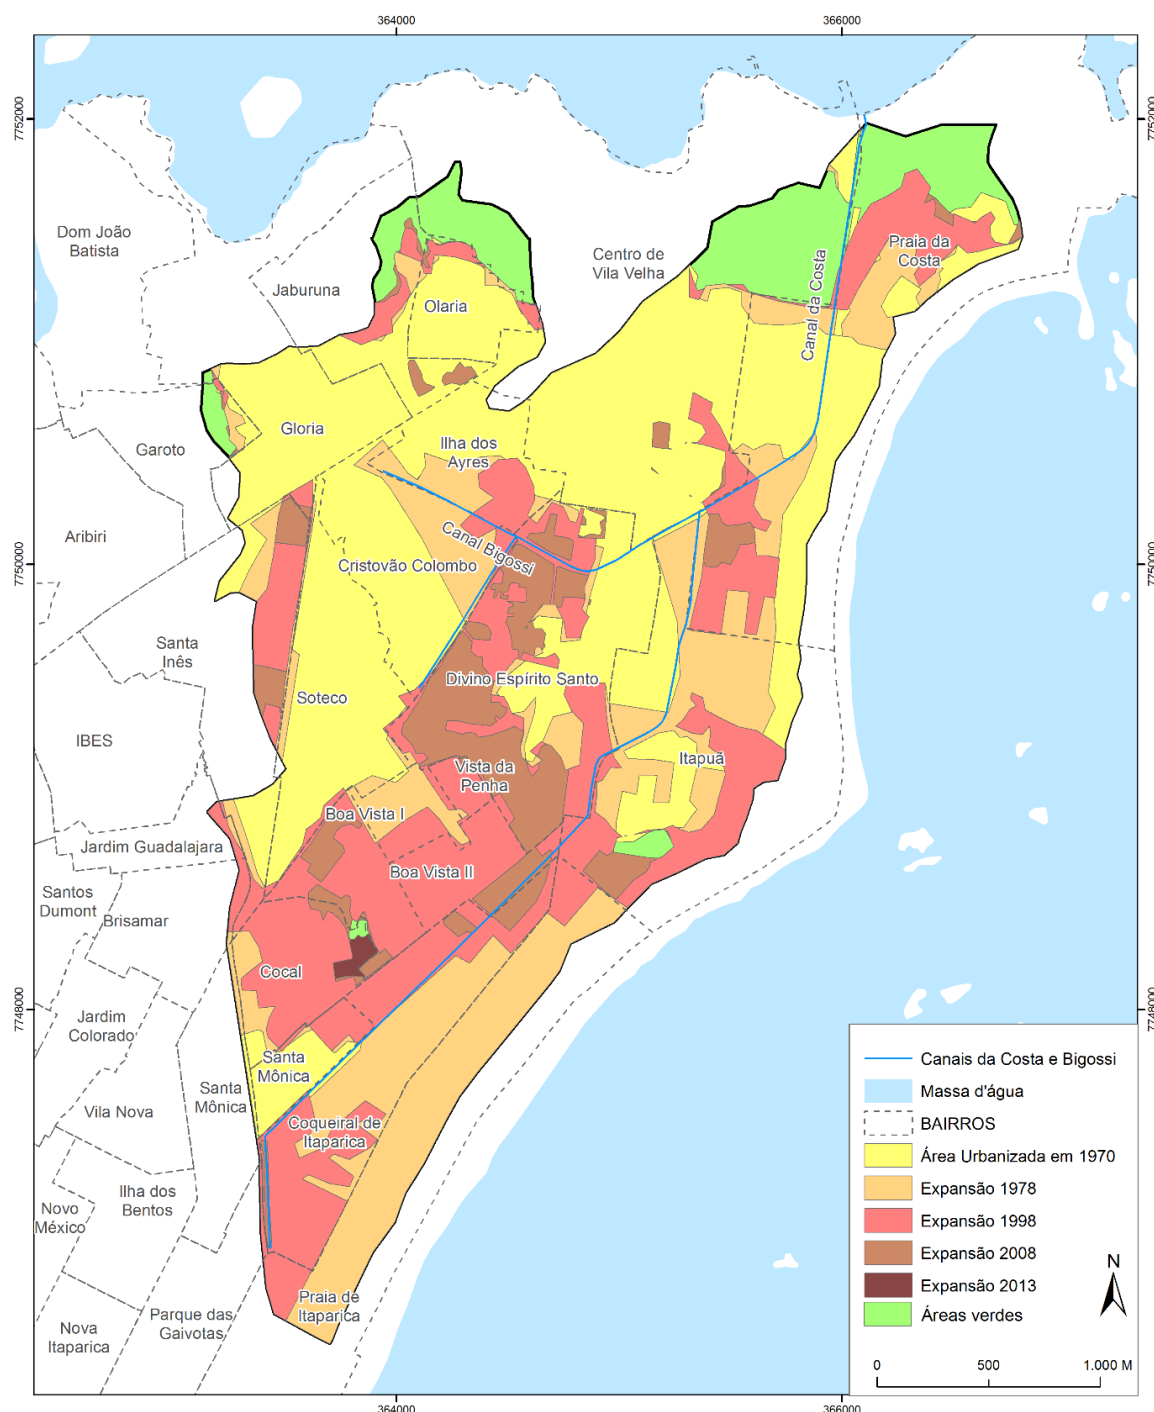 364000
366000
7752000
7752000
Dom João
Batista
Centro de
Vila Velha
Praia da
Costa
Jaburuna
Olaria
Canal da Costa
Gloria
Garoto
Ilha dos
Ayres
Aribiri
Canal Bigossi
7750000
7750000
Cristovão Colombo
Santa
Inês
Divino Espírito Santo
Soteco
IBES
Itapuã
Vista da
Penha
Boa Vista I
Jardim Guadalajara
Boa Vista II
Santos
Dumont
Brisamar
Cocal
7748000
7748000
Jardim
Colorado
Santa
Mônica
Santa
Mônica
Vila Nova
Coqueiral de
Itaparica
Ilha dos
Bentos
Novo
México
Praia de
Itaparica
Parque das
Gaivotas
Nova
Itaparica
Canais da Costa e Bigossi
Massa d'água
BAIRROS
Área Urbanizada em 1970
Expansão 1978
Expansão 1998
Expansão 2008
Expansão 2013
Áreas verdes
N
0 500 1.000 M
364000
366000